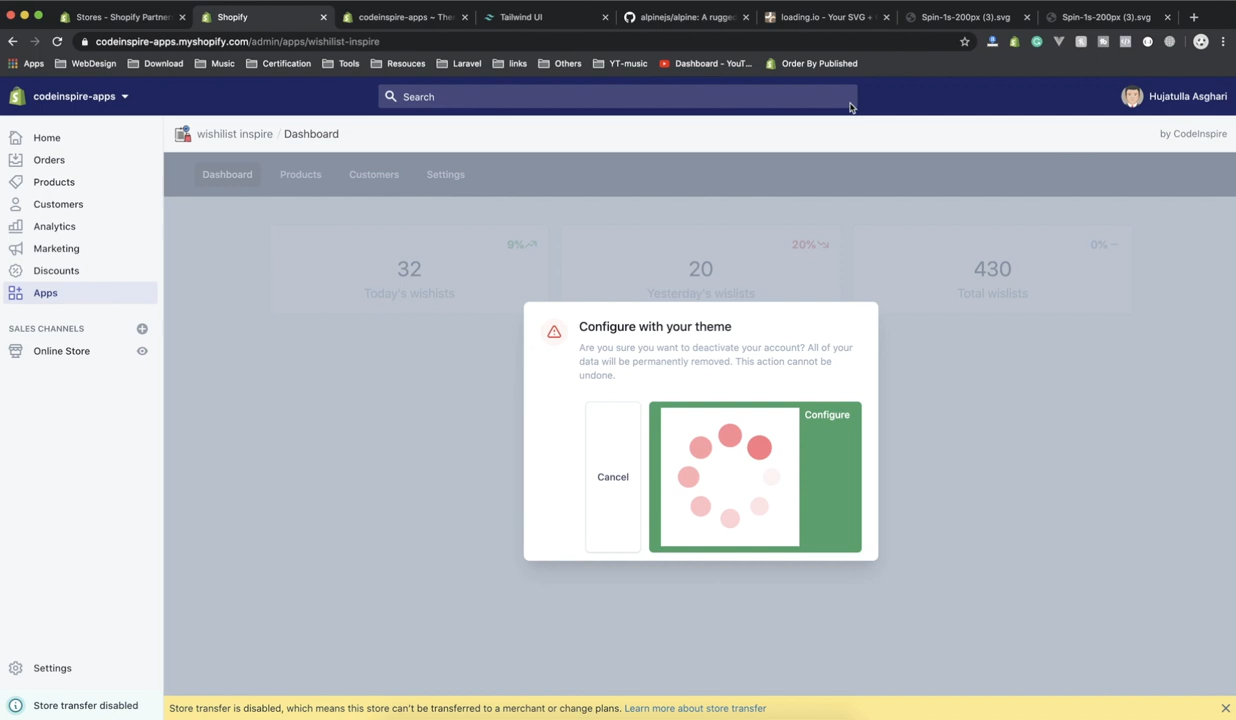 Stores - Shopify Partner
Shopify
codeinspire-apps ~ The
Tailwind UI
alpinejs/alpine: A rugged
loading.io - Your SVG +
Spin-1s-200px (3).svg
Spin-1s-200px (3).svg
codeinspire-apps.myshopify.com/admin/apps/wishilist-inspire
Apps
WebDesign
Download
Music
Certification
Tools
Resouces
Laravel
links
Others
YT-music
Dashboard - YouT...
Order By Published
codeinspire-apps
Search
Hujatulla Asghari
wishilist inspire / Dashboard
by CodeInspire
Home
Orders
Products
Customers
Analytics
Marketing
Discounts
Apps
SALES CHANNELS
Online Store
Settings
Store transfer disabled
Dashboard
Products
Customers
Settings
9%
32
Today's wishists
20%
20
Yesterday's wislists
0%
430
Total wislists
Configure with your theme
Are you sure you want to deactivate your account? All of your
data will be permanently removed. This action cannot be
undone.
Cancel
Configure
Store transfer is disabled, which means this store can't be transferred to a merchant or change plans. Learn more about store transfer